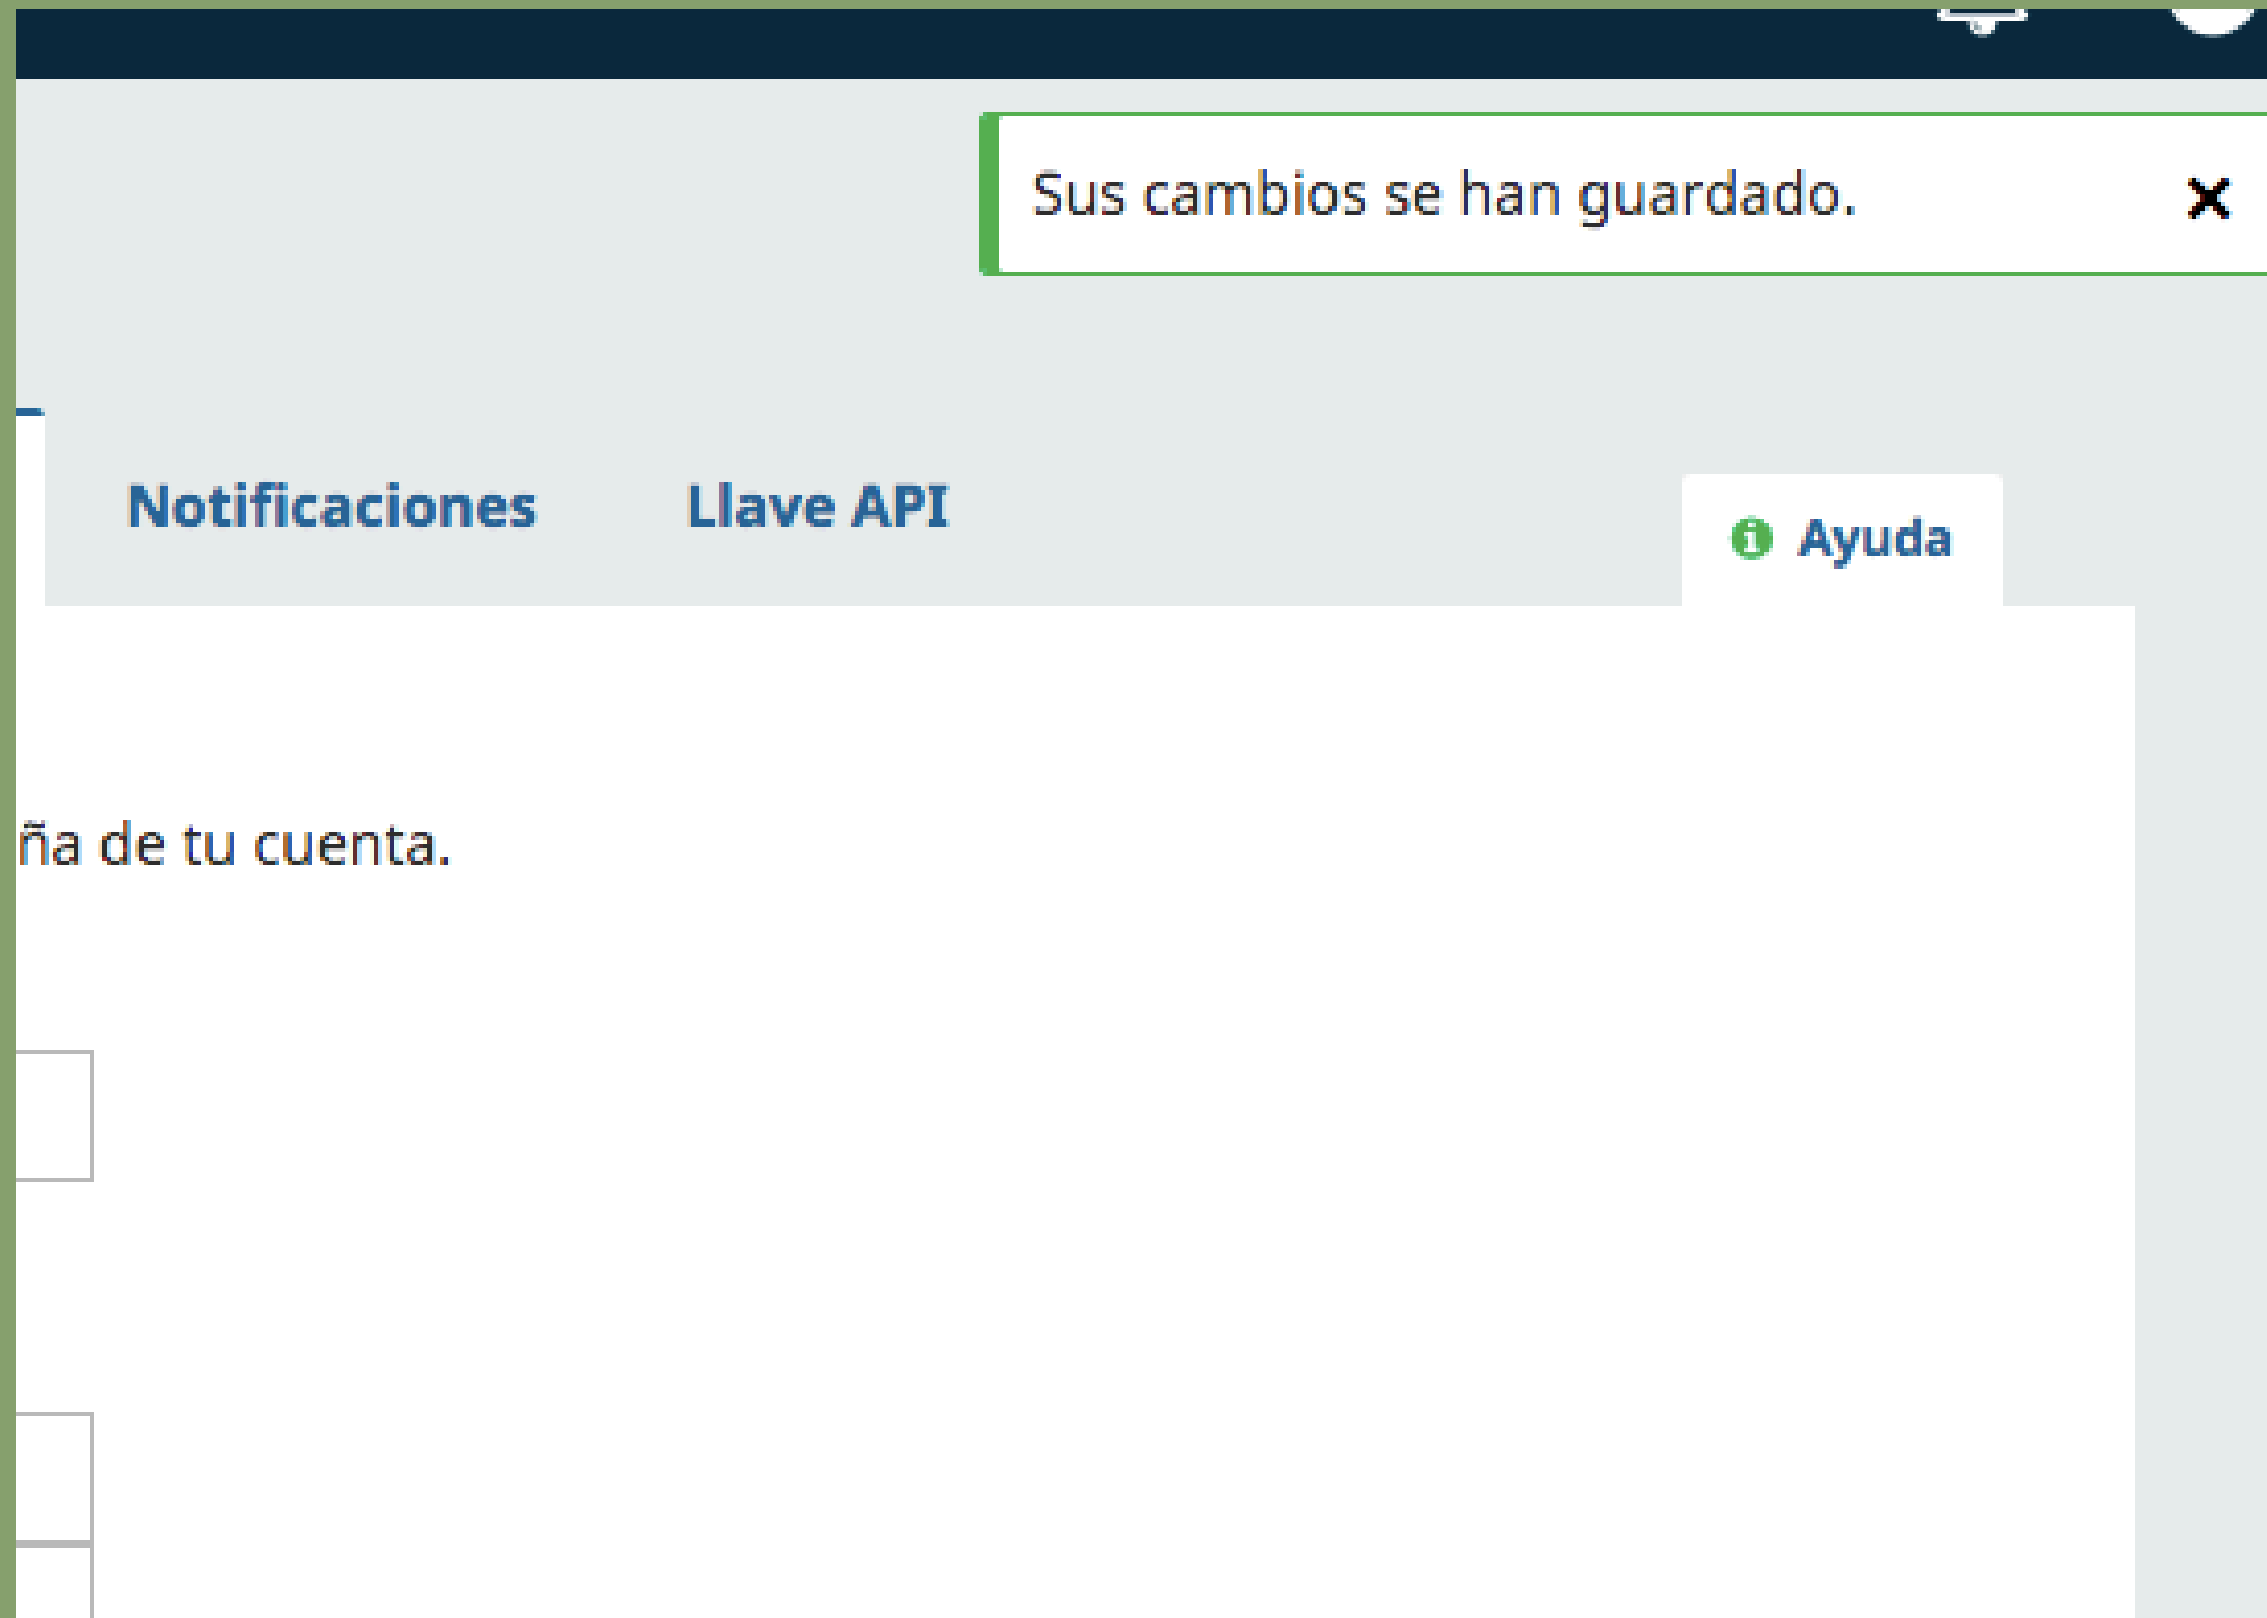 Sus cambios se han guardado.
Notificaciones Llave API
Ayuda
ña de tu cuenta.